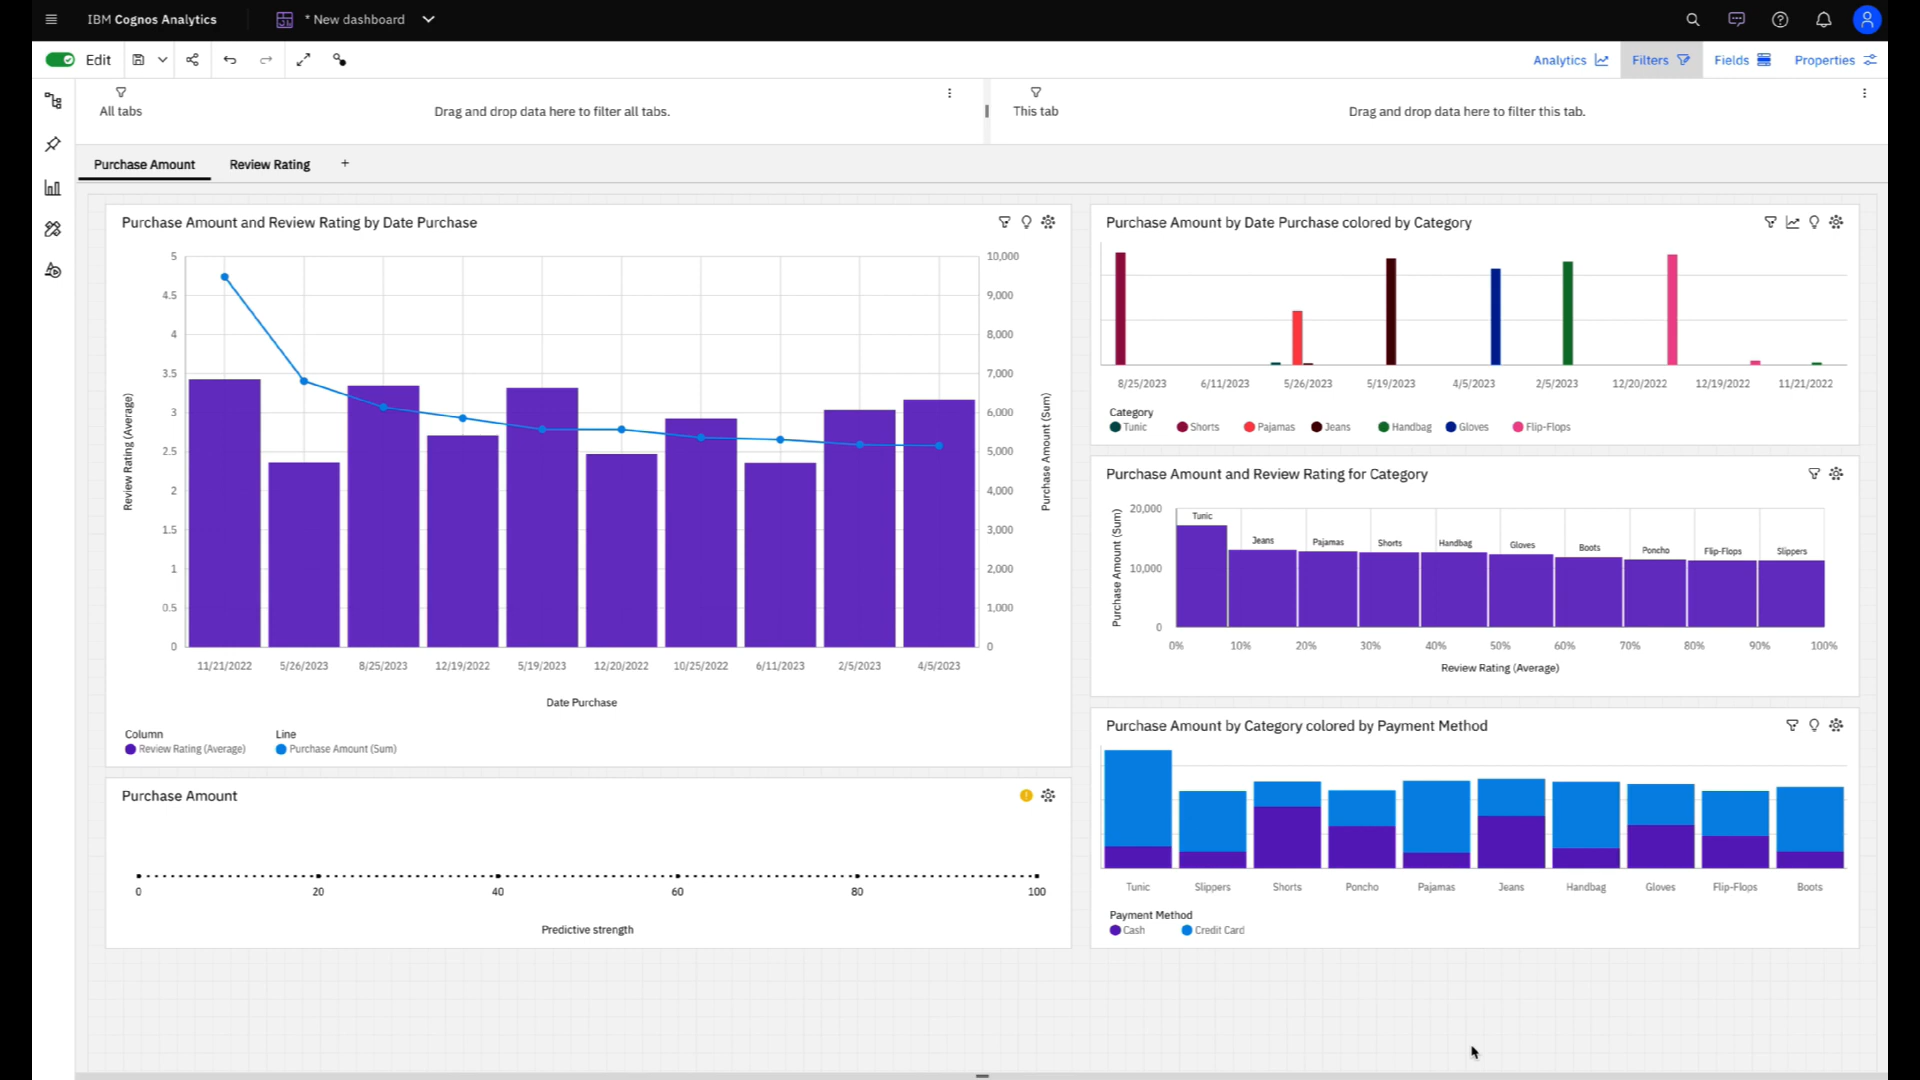 IBM Cognos Analytics
* New dashboard
Edit
Analytics
Filters
Fields
Properties
All tabs
Drag and drop data here to filter all tabs.
This tab
Drag and drop data here to filter this tab.
Purchase Amount
Review Rating
+
Purchase Amount and Review Rating by Date Purchase
5
4.5
4
3.5
3
2.5
2
1.5
1
0.5
0
Review Rating (Average)
10,000
9,000
8,000
7,000
6,000
5,000
4,000
3,000
2,000
1,000
0
Purchase Amount (Sum)
11/21/2022 5/26/2023 8/25/2023 12/19/2022 5/19/2023 12/20/2022 10/25/2022 6/11/2023 2/5/2023 4/5/2023
Date Purchase
Column Line
Review Rating (Average) Purchase Amount (Sum)
Purchase Amount
0 20 40 60 80 100
Predictive strength
Purchase Amount by Date Purchase colored by Category
8/25/2023 6/11/2023 5/26/2023 5/19/2023 4/5/2023 2/5/2023 12/20/2022 12/19/2022 11/21/2022
Category
Tunic Shorts Pajamas Jeans Handbag Gloves Flip-Flops
Purchase Amount and Review Rating for Category
Purchase Amount (Sum)
20,000
10,000
0
Tunic Jeans Pajamas Shorts Handbag Gloves Boots Poncho Flip-Flops Slippers
0% 10% 20% 30% 40% 50% 60% 70% 80% 90% 100%
Review Rating (Average)
Purchase Amount by Category colored by Payment Method
Tunic Slippers Shorts Poncho Pajamas Jeans Handbag Gloves Flip-Flops Boots
Payment Method
Cash Credit Card